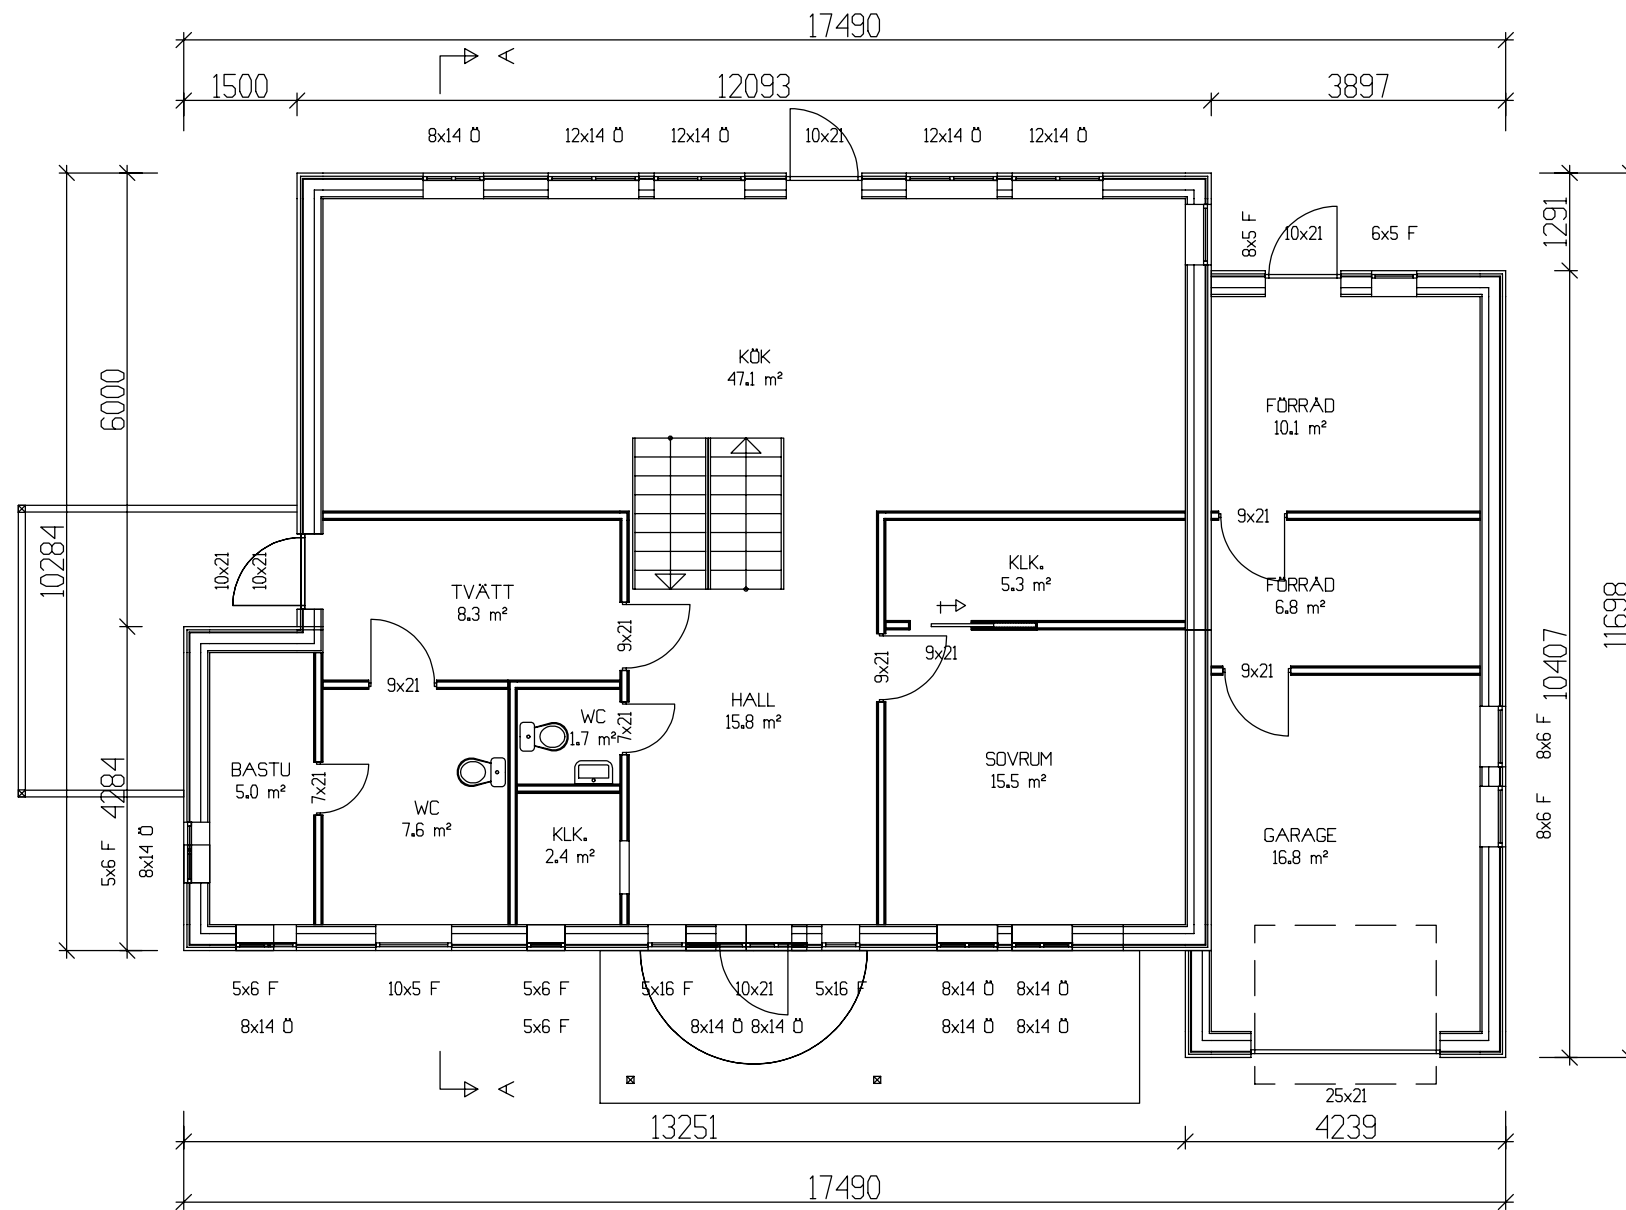 17490
A
1500
12093
3897
8x14 Ö
12x14 Ö
12x14 Ö
10x21
12x14 Ö
12x14 Ö
1291
8x5 F
10x21
6x5 F
6000
KÖK
47.1 m²
FÖRRÅD
10.1 m²
9x21
10284
10x21
10x21
TVÄTT
8.3 m²
KLK.
5.3 m²
FÖRRÅD
6.8 m²
11698
9x21
9x21
9x21
9x21
9x21
10407
HALL
15.8 m²
WC
1.7 m²
7x21
BASTU
5.0 m²
7x21
WC
7.6 m²
SOVRUM
15.5 m²
8x6 F
8x6 F
4284
5x6 F
8x14 Ö
KLK.
2.4 m²
GARAGE
16.8 m²
5x6 F
10x5 F
5x6 F
5x16 F
10x21
5x16 F
8x14 Ö
8x14 Ö
8x14 Ö
5x6 F
8x14 Ö
8x14 Ö
8x14 Ö
8x14 Ö
A
25x21
13251
4239
17490